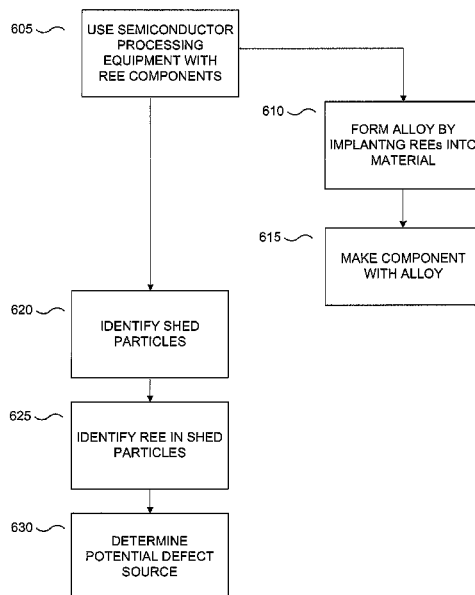 605
USE SEMICONDUCTOR
PROCESSING
EQUIPMENT WITH
REE COMPONENTS
610
FORM ALLOY BY
IMPLANTNG REEs INTO
MATERIAL
615
MAKE COMPONENT
WITH ALLOY
620
IDENTIFY SHED
PARTICLES
625
IDENTIFY REE IN SHED
PARTICLES
630
DETERMINE
POTENTIAL DEFECT
SOURCE